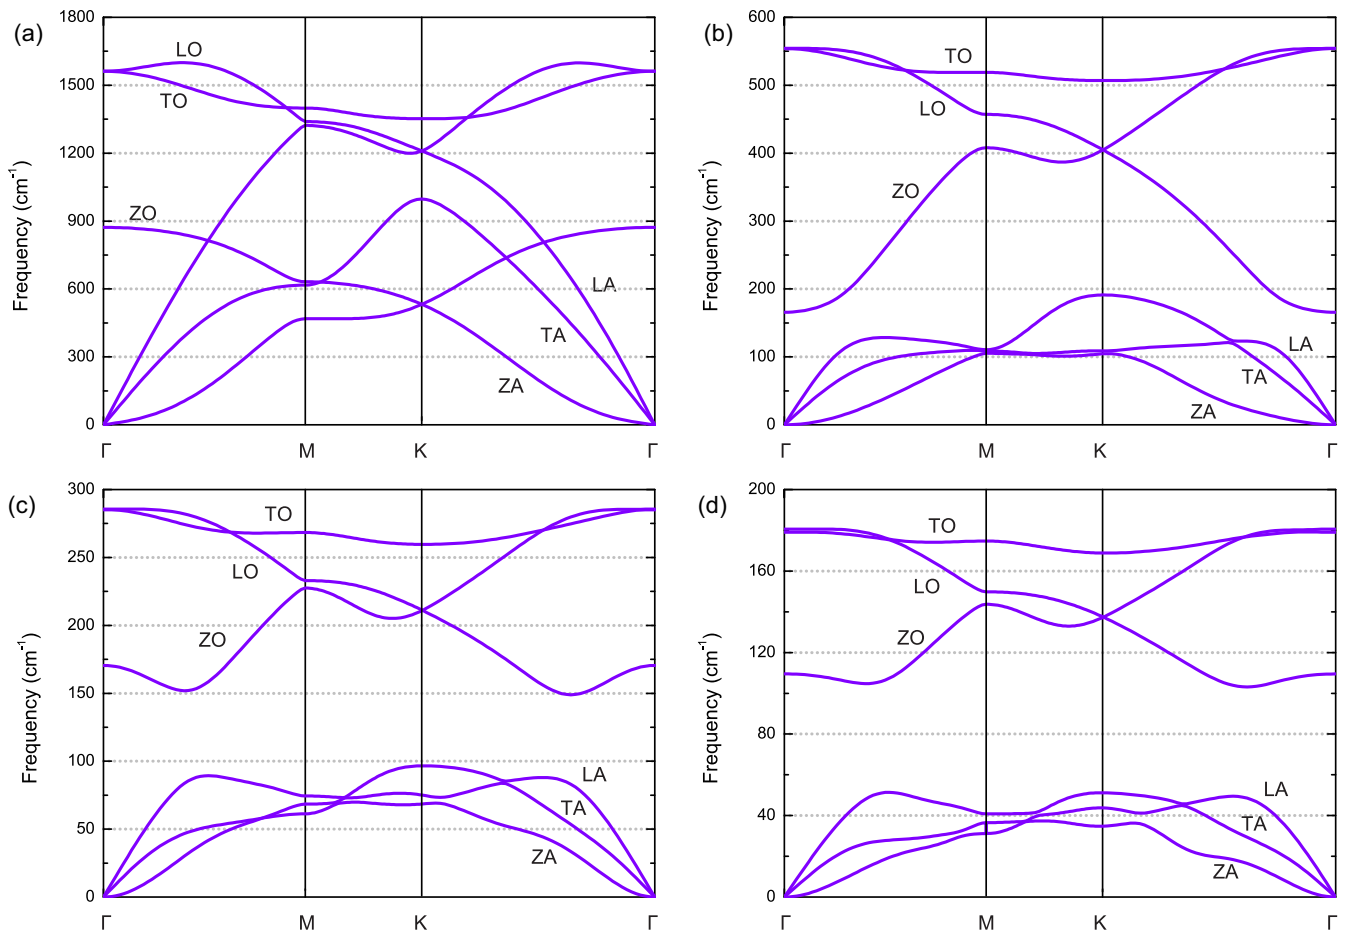 (a)
Frequency (cm-1)
1800
1500
1200
900
600
300
0
LO
TO
ZO
LA
TA
ZA
Γ M K Γ
(b)
Frequency (cm-1)
600
500
400
300
200
100
0
TO
LO
ZO
LA
TA
ZA
Γ M K Γ
(c)
Frequency (cm-1)
300
250
200
150
100
50
0
TO
LO
ZO
LA
TA
ZA
Γ M K Γ
(d)
Frequency (cm-1)
200
160
120
80
40
0
TO
LO
ZO
LA
TA
ZA
Γ M K Γ